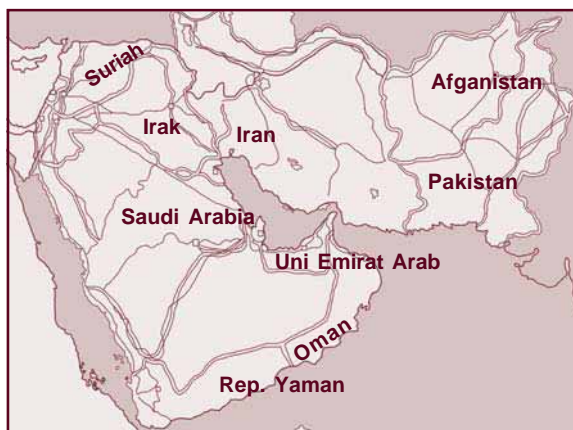 Suriah
Afganistan
Irak
Iran
Pakistan
Saudi Arabia
Uni Emirat Arab
Oman
Rep. Yaman